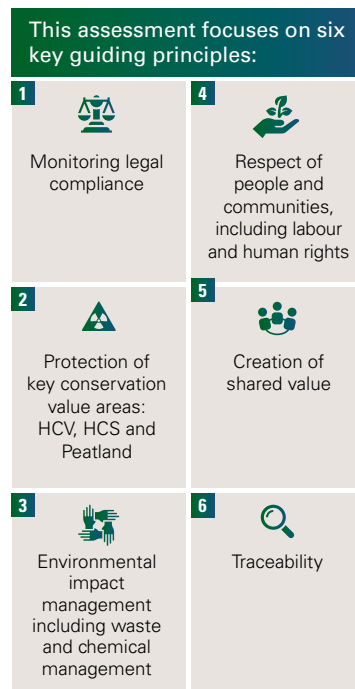 This assessment focuses on six
key guiding principles:
1
Monitoring legal
compliance
2
Protection of
key conservation
value areas:
HCV, HCS and
Peatland
3
Environmental
impact
management
including waste
and chemical
management
4
Respect of
people and
communities,
including labour
and human rights
5
Creation of
shared value
6
Traceability